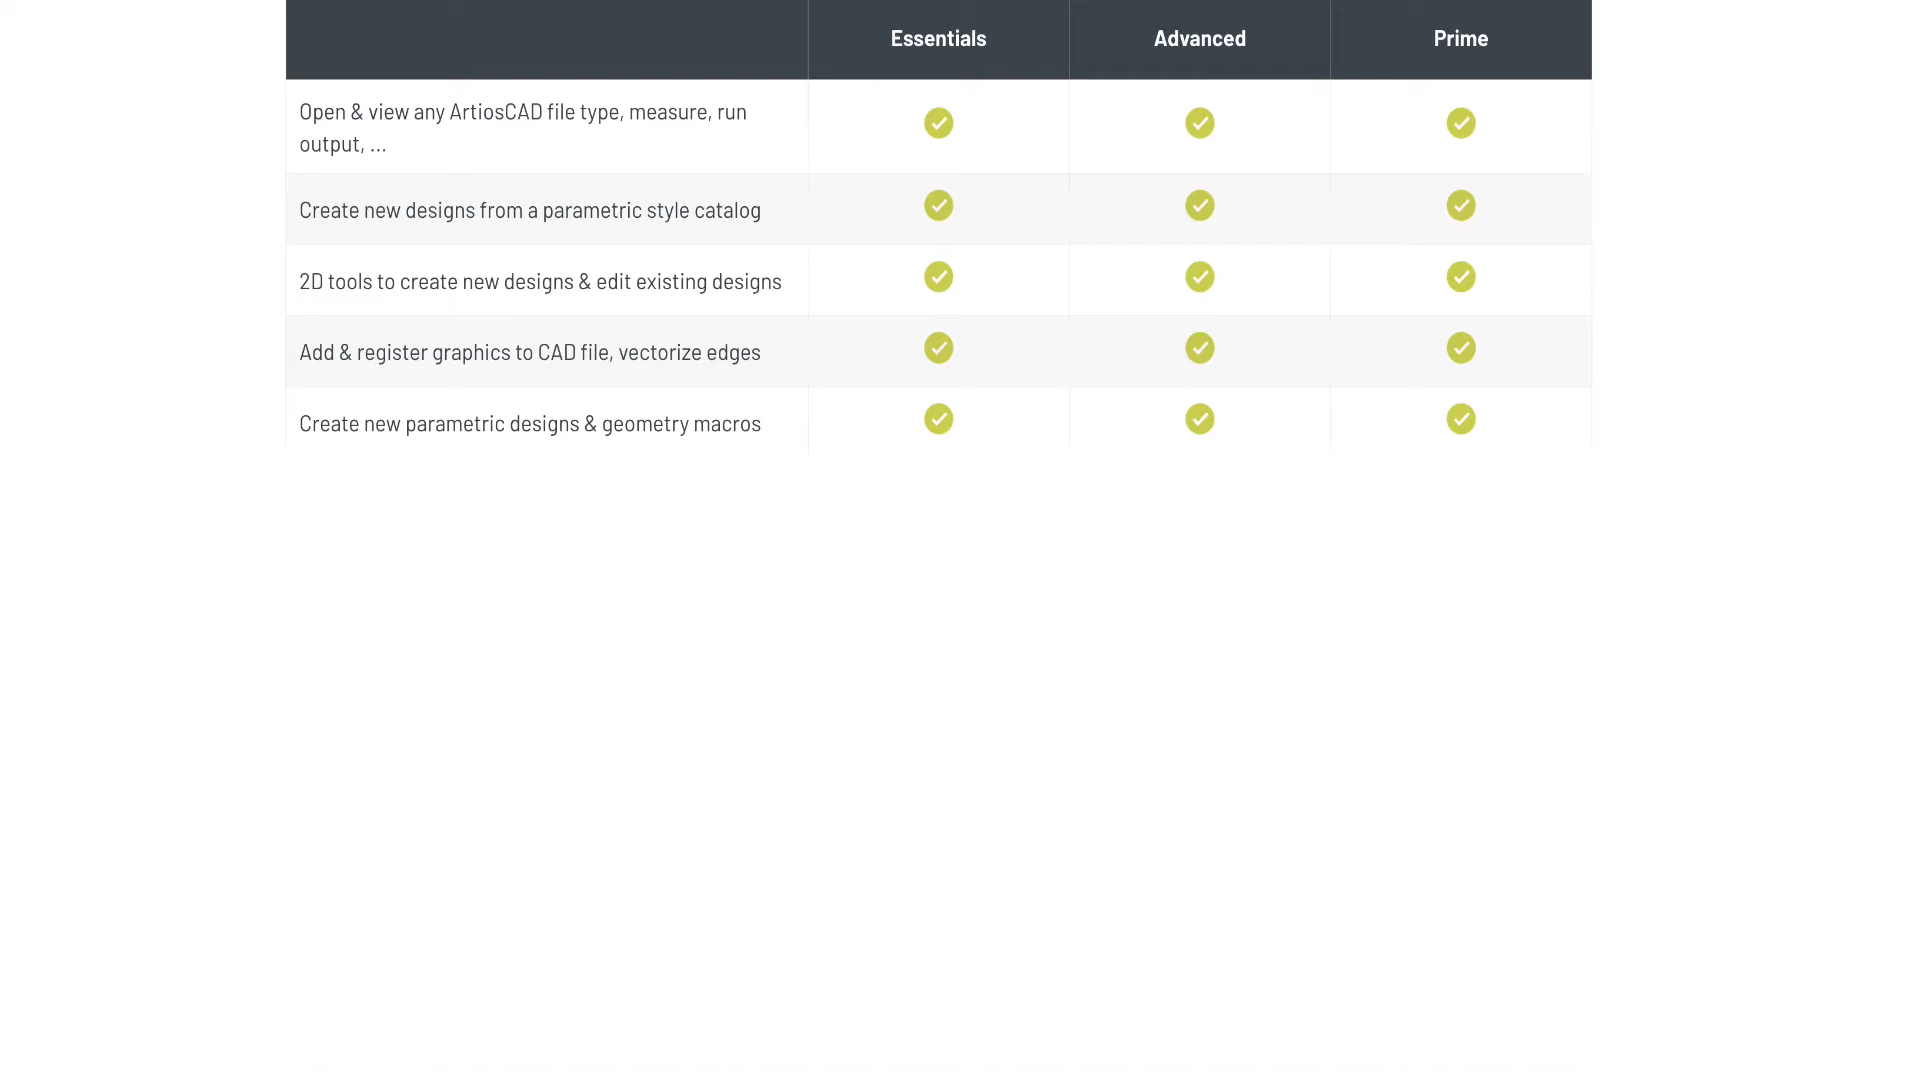 Essentials Advanced Prime
Open & view any ArtiosCAD file type, measure, run
output, ...
Create new designs from a parametric style catalog
2D tools to create new designs & edit existing designs
Add & register graphics to CAD file, vectorize edges
Create new parametric designs & geometry macros